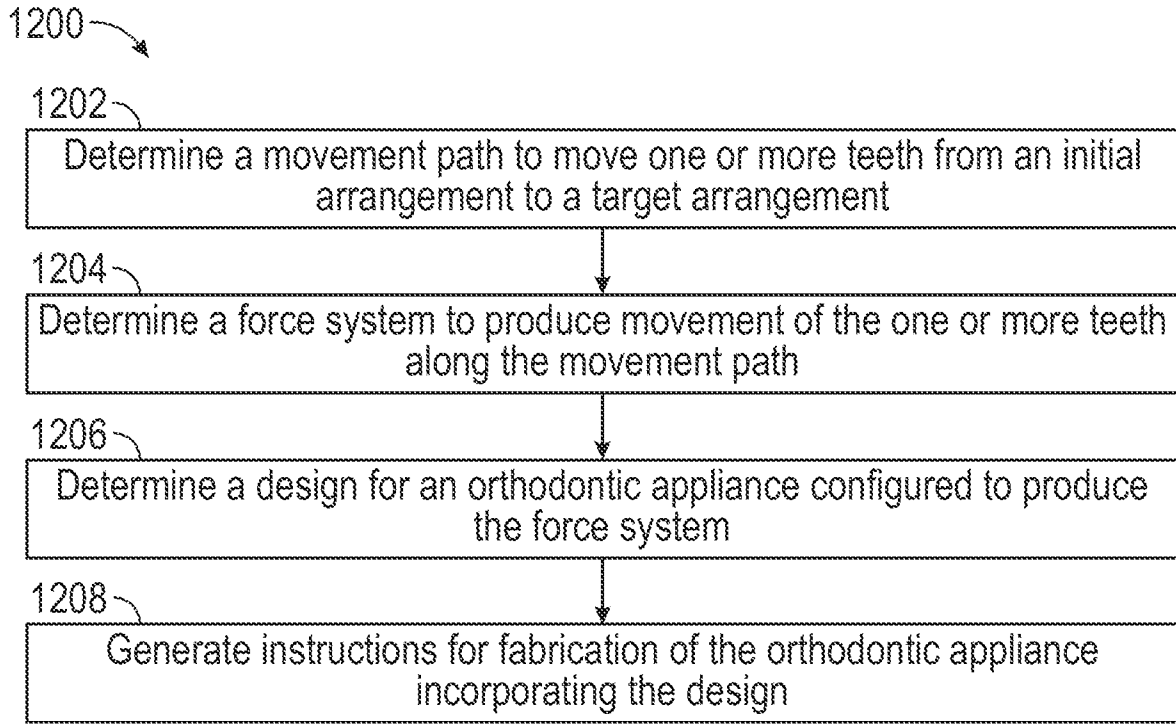 1200
1202
Determine a movement path to move one or more teeth from an initial
arrangement to a target arrangement
1204
Determine a force system to produce movement of the one or more teeth
along the movement path
1206
Determine a design for an orthodontic appliance configured to produce
the force system
1208
Generate instructions for fabrication of the orthodontic appliance
incorporating the design